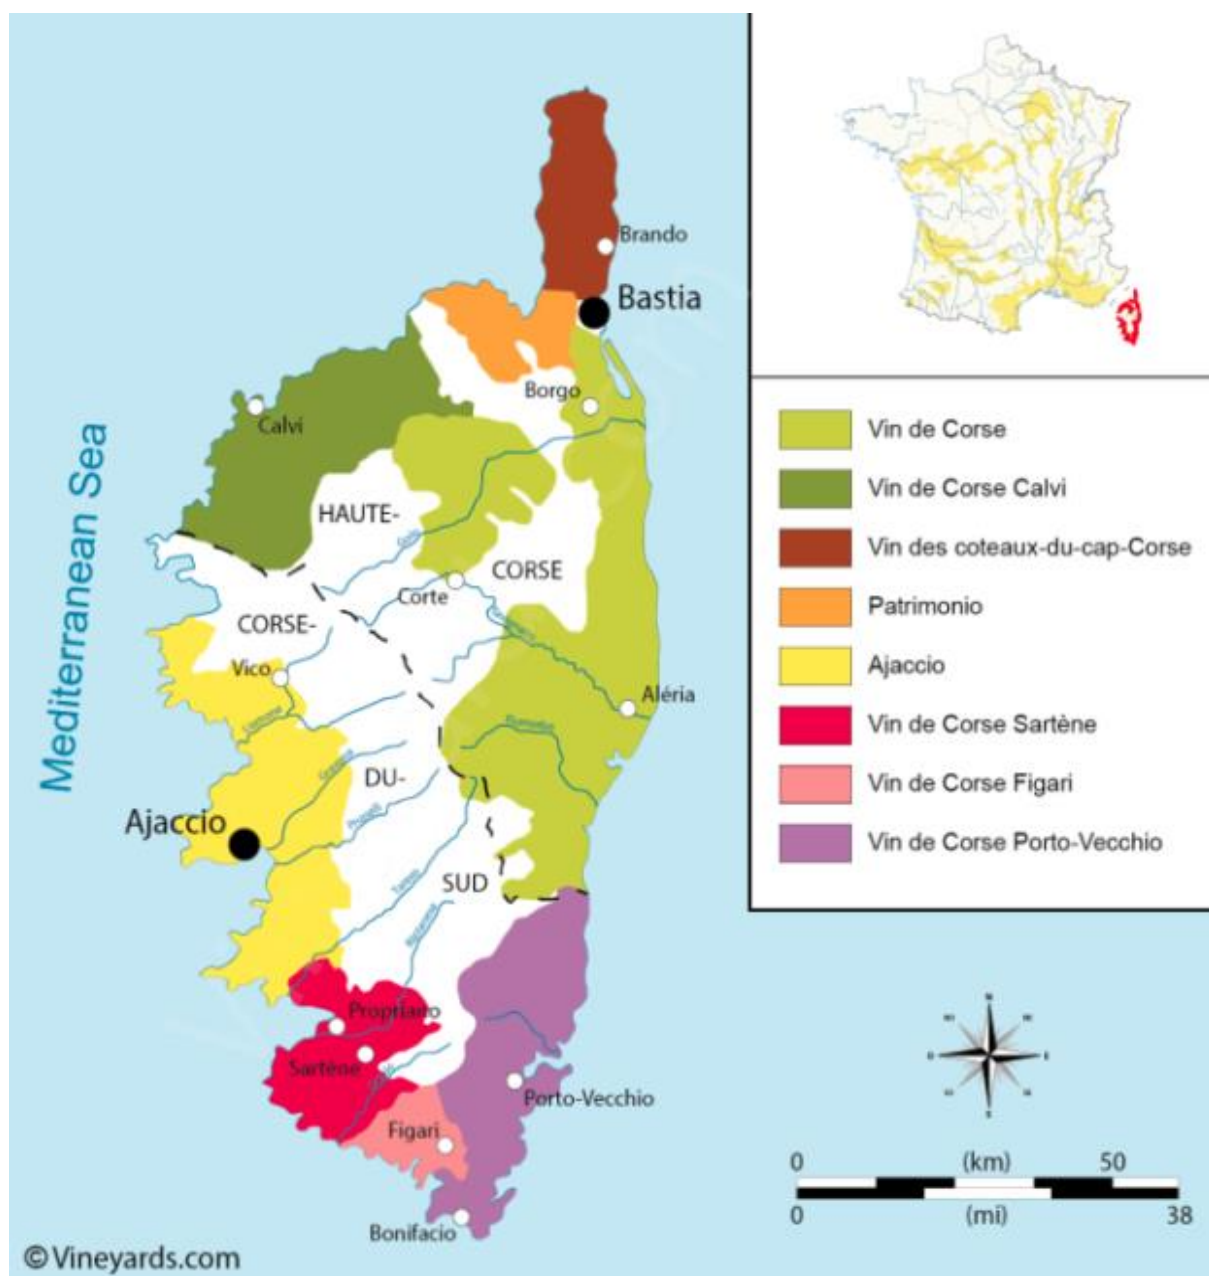 Brando
Bastia
Borgo
Calvi
Mediterranean Sea
HAUTE-
CORSE
Corte
CORSE-
Vico
Aléria
DU-
Ajaccio
SUD
Propriano
Sartène
Porto-Vecchio
Figari
Bonifacio
©Vineyards.com
Vin de Corse
Vin de Corse Calvi
Vin des coteaux-du-cap-Corse
Patrimonio
Ajaccio
Vin de Corse Sartène
Vin de Corse Figari
Vin de Corse Porto-Vecchio
N
E
S
O
0 (km) 50
0 (mi) 38